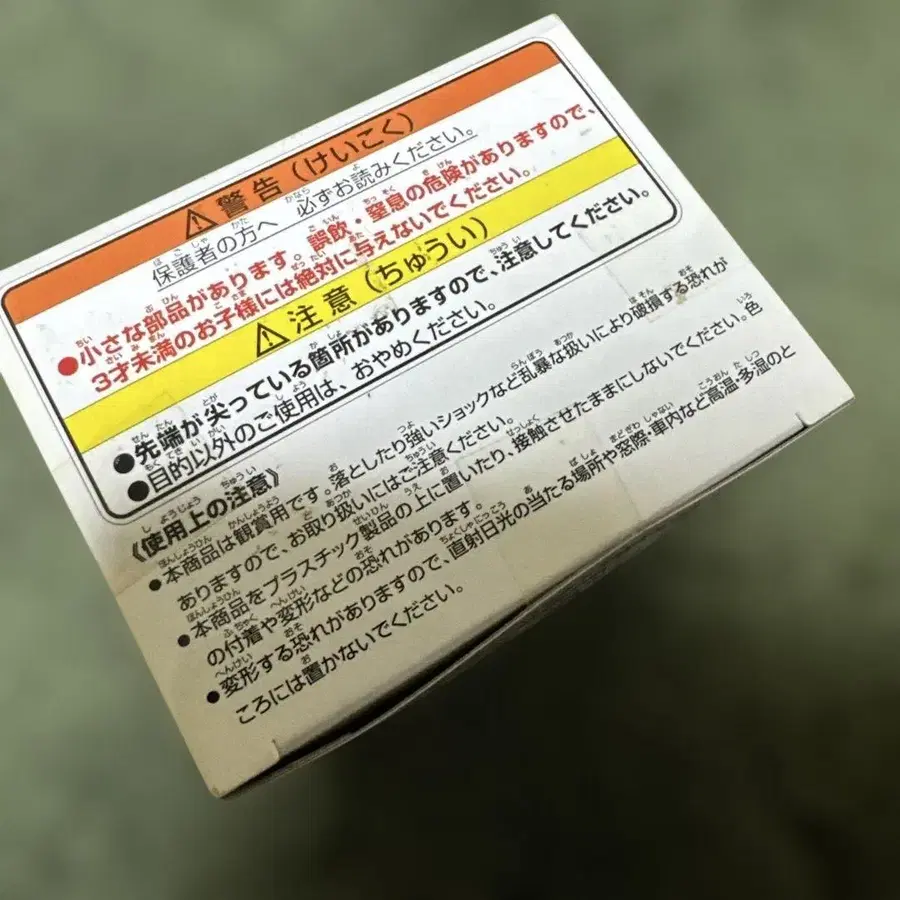 ⚠警告(けいこく)
保護者の方へ 必ずお読みください。
●小さな部品があります。誤飲・窒息の危険がありますので、
3才未満のお子様には絶対に与えないでください。
⚠注意(ちゅうい)
●先端が尖っている箇所がありますので、注意してください。
●目的以外のご使用は、おやめください。
《使用上の注意》
●本商品は観賞用です。落としたり強いショックなど乱暴な扱いにより破損する恐れが
ありますので、お取り扱いにはご注意ください。
●本商品をプラスチック製品の上に置いたり、接触させたままにしないでください。色
の付着や変形などの恐れがあります。
●変形する恐れがありますので、直射日光の当たる場所や窓際・車内など高温・多湿のと
ころには置かないでください。